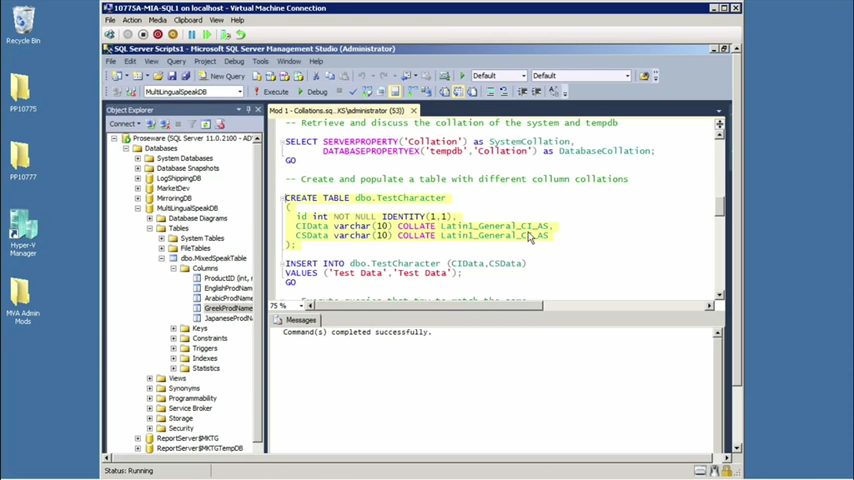 10775A-MIA-SQL1 on localhost - Virtual Machine Connection
File Action Media Clipboard View Help
SQL Server Scripts1 - Microsoft SQL Server Management Studio (Administrator)
File Edit View Query Project Debug Tools Window Help
New Query
Default
Default
MultiLingualSpeakDB
Execute
Debug
Object Explorer
Connect
Proseware (SQL Server 11.0.2100 - AD
Databases
System Databases
Database Snapshots
LogShippingDB
MarketDev
MirroringDB
MultiLingualSpeakDB
Database Diagrams
Tables
System Tables
FileTables
dbo.MixedSpeakTable
Columns
ProductID (int, n
EnglishProdName
ArabicProdName
GreekProdName
JapaneseProdNam
Keys
Constraints
Triggers
Indexes
Statistics
Views
Synonyms
Programmability
Service Broker
Storage
Security
ReportServer$MKTG
ReportServer$MKTGTempDB
Mod 1 - Collations.sq...KS\administrator (53))
-- Retrieve and discuss the collation of the system and tempdb
SELECT SERVERPROPERTY('Collation') as SystemCollation,
DATABASEPROPERTYEX('tempdb','Collation') as DatabaseCollation;
GO
-- Create and populate a table with different collumn collations
CREATE TABLE dbo.TestCharacter
(
id int NOT NULL IDENTITY(1,1),
CIData varchar(10) COLLATE Latin1_General_CI_AS,
CSData varchar(10) COLLATE Latin1_General_CS_AS
);
INSERT INTO dbo.TestCharacter (CIData,CSData)
VALUES ('Test Data','Test Data');
GO
75 %
Messages
Command(s) completed successfully.
Recycle Bin
PP10775
PP10777
Hyper-V
Manager
MVA Admin
Mods
Status: Running